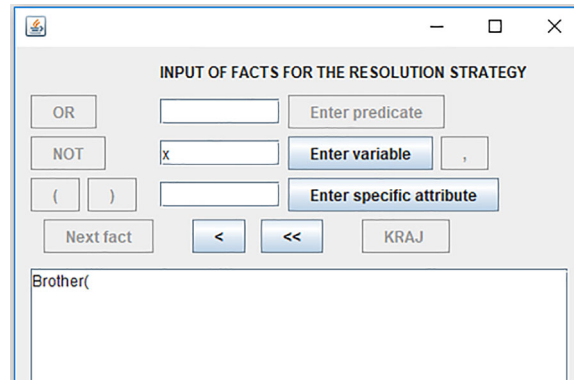 INPUT OF FACTS FOR THE RESOLUTION STRATEGY
OR Enter predicate
NOT x Enter variable ,
( ) Enter specific attribute
Next fact < << KRAJ
Brother(